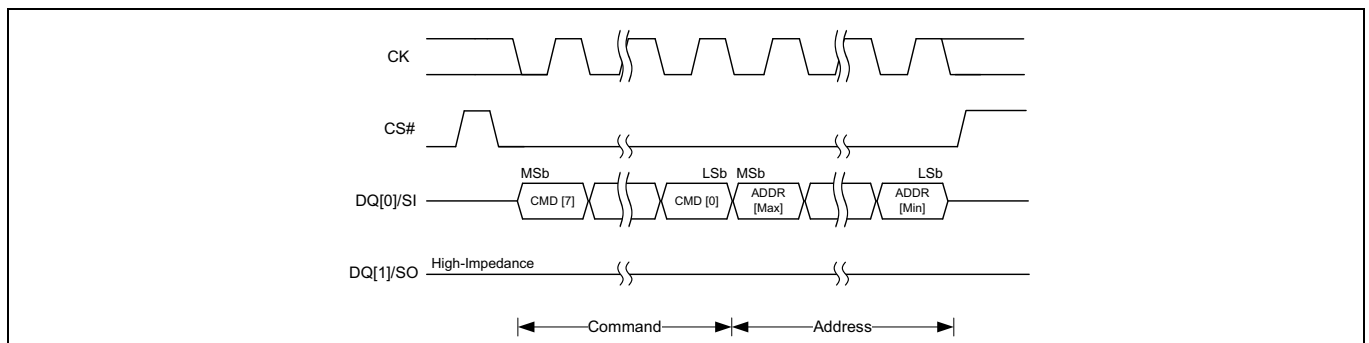 CK
CS#
MSb LSb MSb LSb
DQ[0]/SI CMD [7] CMD [0] ADDR [Max] ADDR [Min]
DQ[1]/SO High-Impedance
Command Address